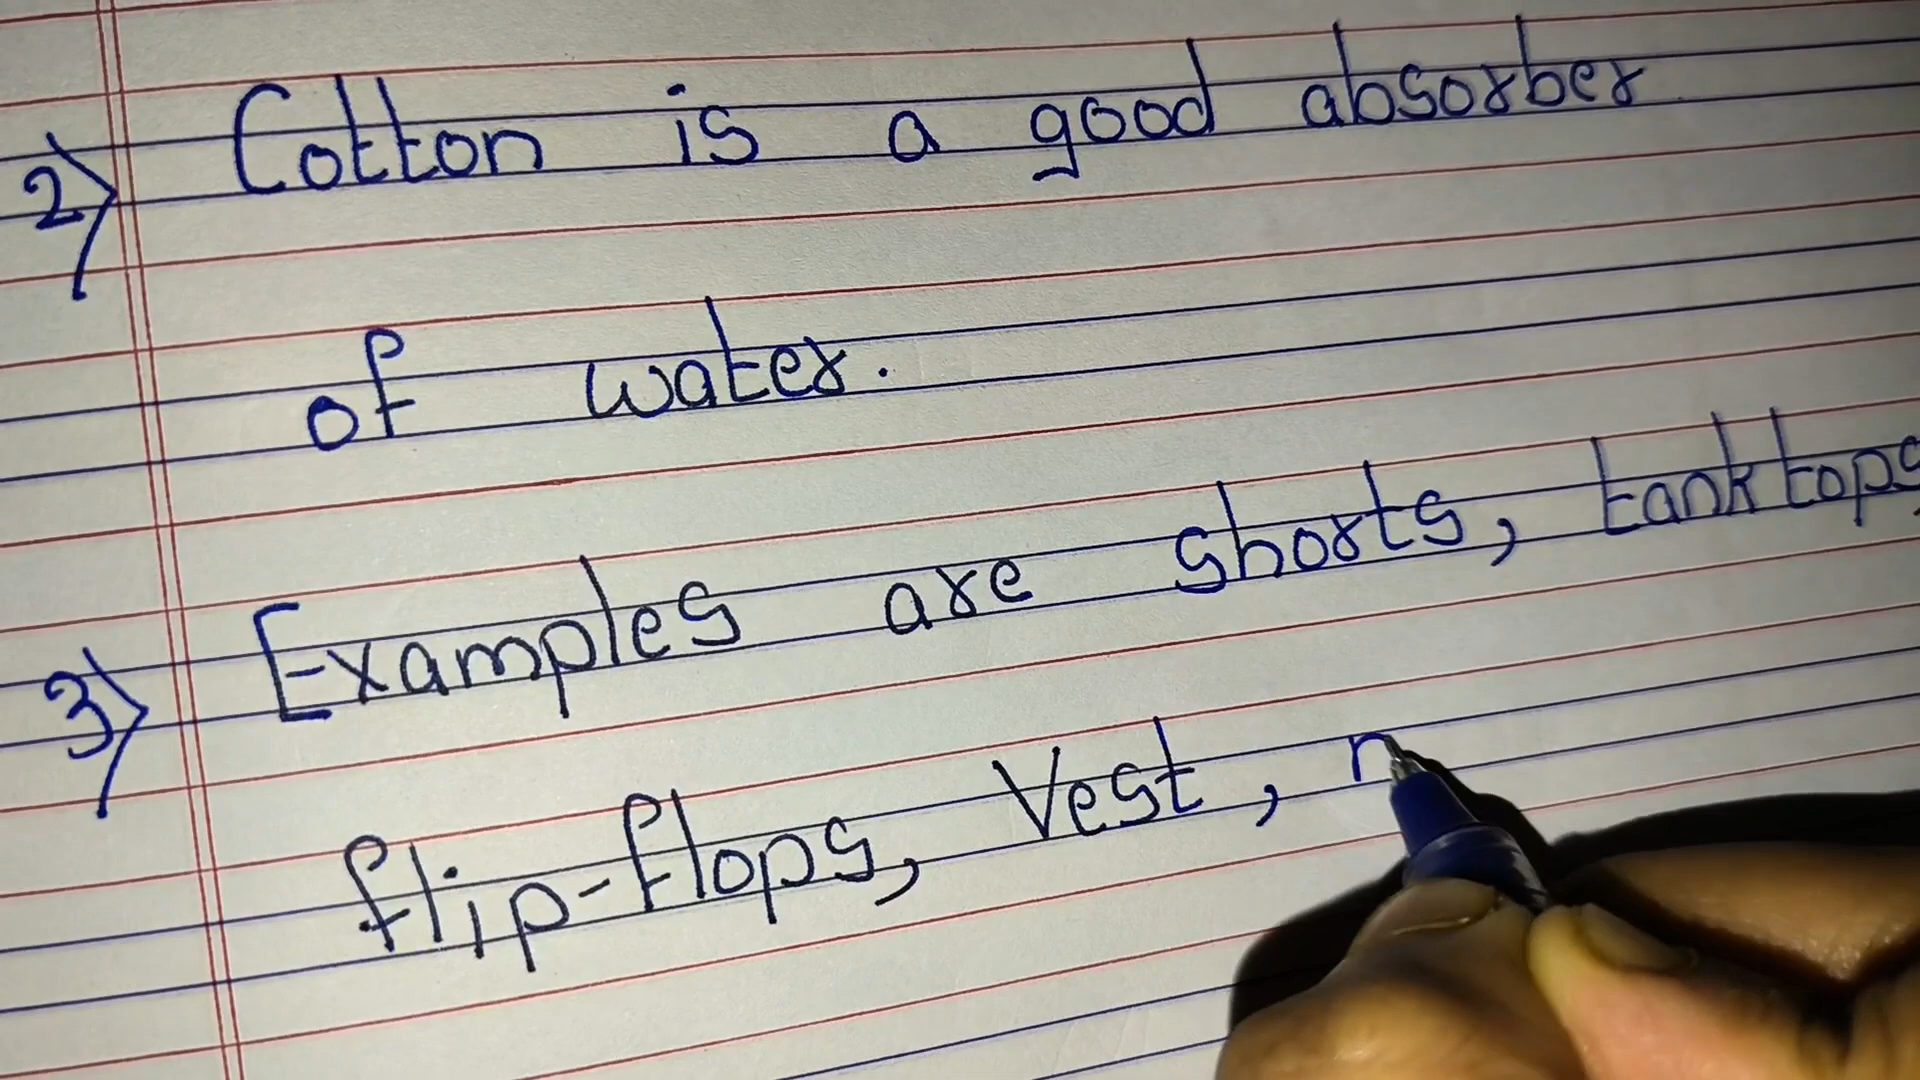 2) Cotton is a good absorber
of water.
3) Examples are shorts, tank tops,
flip-flops, Vest, n